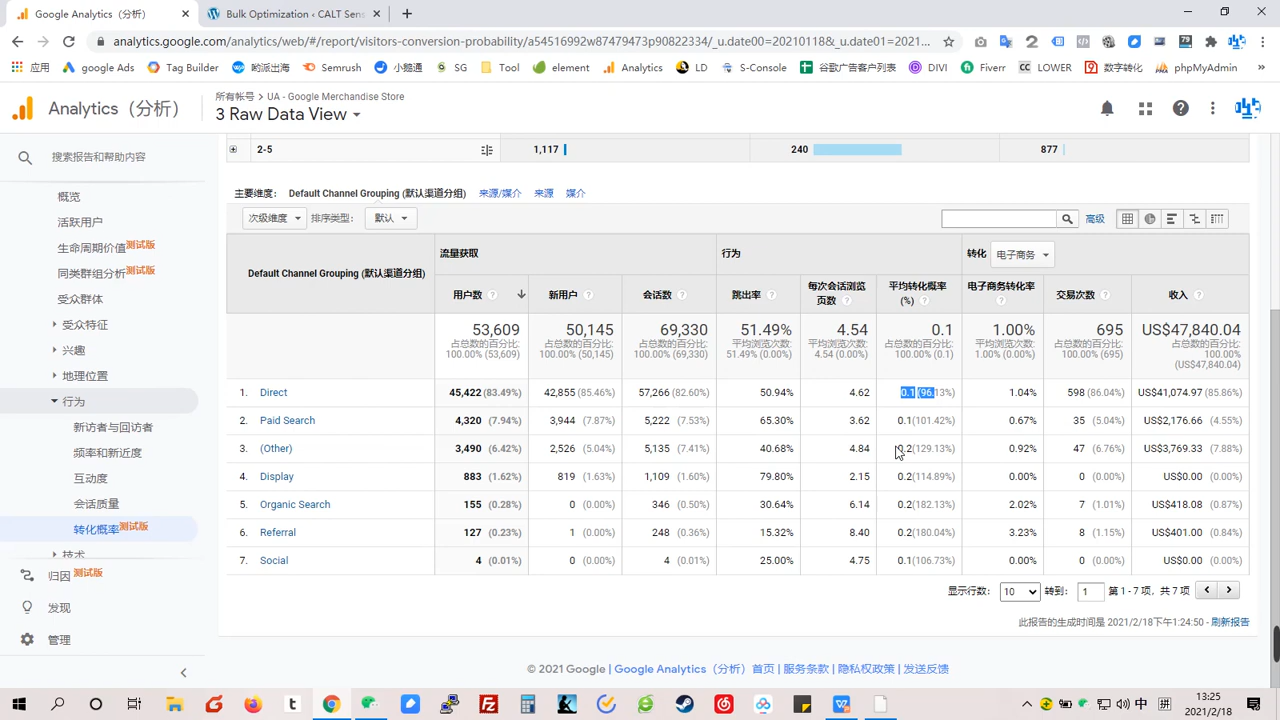 Google Analytics（分析）
Bulk Optimization ‹ CALT Sens
analytics.google.com/analytics/web/#/report/visitors-conversion-probability/a54516992w87479473p90822334/_u.date00=20210118&_u.date01=2021...
应用
google Ads
Tag Builder
晌派出海
Semrush
小魎通
SG
Tool
element
Analytics
LD
S-Console
谷歌广告客户列表
DIVI
Fiverr
CC LOWER
数字转化
phpMyAdmin
Analytics（分析）
所有帐号 > UA - Google Merchandise Store
3 Raw Data View
搜索报告和帮助内容
概览
活跃用户
生命周期价值测试版
同类群组分析测试版
受众群体
受众特征
兴趣
地理位置
行为
新访者与回访者
频率和新近度
互动度
会话质量
转化概率测试版
技术
归因测试版
发现
管理
2-5 1,117 240 877
主要维度： Default Channel Grouping (默认渠道分组) 来源/媒介 来源 媒介
次级维度 排序类型： 默认 高级
Default Channel Grouping (默认渠道分组)
流量获取 行为 转化 电子商务
用户数 新用户 会话数 跳出率 每次会话浏览页数 平均转化概率(%) 电子商务转化率 交易次数 收入
53,609 50,145 69,330 51.49% 4.54 0.1 1.00% 695 US$47,840.04
占总数的百分比: 100.00% (53,609)
占总数的百分比: 100.00% (50,145)
占总数的百分比: 100.00% (69,330)
平均浏览次数: 51.49% (0.00%)
平均浏览次数: 4.54 (0.00%)
占总数的百分比: 100.00% (0.1)
平均浏览次数: 1.00% (0.00%)
占总数的百分比: 100.00% (695)
占总数的百分比: 100.00% (US$47,840.04)
1. Direct 45,422 (83.49%) 42,855 (85.46%) 57,266 (82.60%) 50.94% 4.62 0.1 (96.13%) 1.04% 598 (86.04%) US$41,074.97 (85.86%)
2. Paid Search 4,320 (7.94%) 3,944 (7.87%) 5,222 (7.53%) 65.30% 3.62 0.1(101.42%) 0.67% 35 (5.04%) US$2,176.66 (4.55%)
3. (Other) 3,490 (6.42%) 2,526 (5.04%) 5,135 (7.41%) 40.68% 4.84 0.2(129.13%) 0.92% 47 (6.76%) US$3,769.33 (7.88%)
4. Display 883 (1.62%) 819 (1.63%) 1,109 (1.60%) 79.80% 2.15 0.2(114.89%) 0.00% 0 (0.00%) US$0.00 (0.00%)
5. Organic Search 155 (0.28%) 0 (0.00%) 346 (0.50%) 30.64% 6.14 0.2(182.13%) 2.02% 7 (1.01%) US$418.08 (0.87%)
6. Referral 127 (0.23%) 1 (0.00%) 248 (0.36%) 15.32% 8.40 0.2(180.04%) 3.23% 8 (1.15%) US$401.00 (0.84%)
7. Social 4 (0.01%) 0 (0.00%) 4 (0.01%) 25.00% 4.75 0.1(106.73%) 0.00% 0 (0.00%) US$0.00 (0.00%)
显示行数： 10 转到： 1 第 1 - 7 项，共 7 项
此报告的生成时间是 2021/2/18下午1:24:50 - 刷新报告
© 2021 Google | Google Analytics（分析）首页 | 服务条款 | 隐私权政策 | 发送反馈
中 拼 13:25
2021/2/18